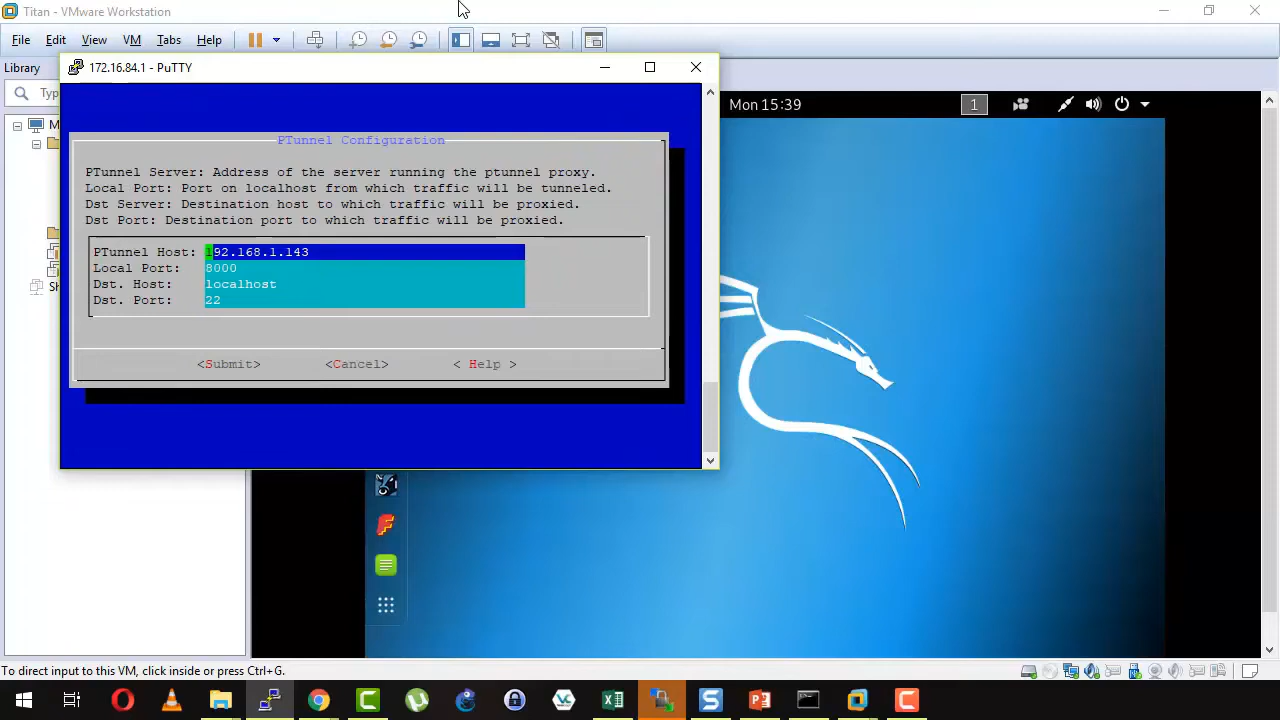 Titan - VMware Workstation
File Edit View VM Tabs Help
Library
172.16.84.1 - PuTTY
Mon 15:39
1
PTunnel Configuration
PTunnel Server: Address of the server running the ptunnel proxy.
Local Port: Port on localhost from which traffic will be tunneled.
Dst Server: Destination host to which traffic will be proxied.
Dst Port: Destination port to which traffic will be proxied.
PTunnel Host: 192.168.1.143
Local Port: 8000
Dst. Host: localhost
Dst. Port: 22
<Submit> <Cancel> < Help >
To direct input to this VM, click inside or press Ctrl+G.